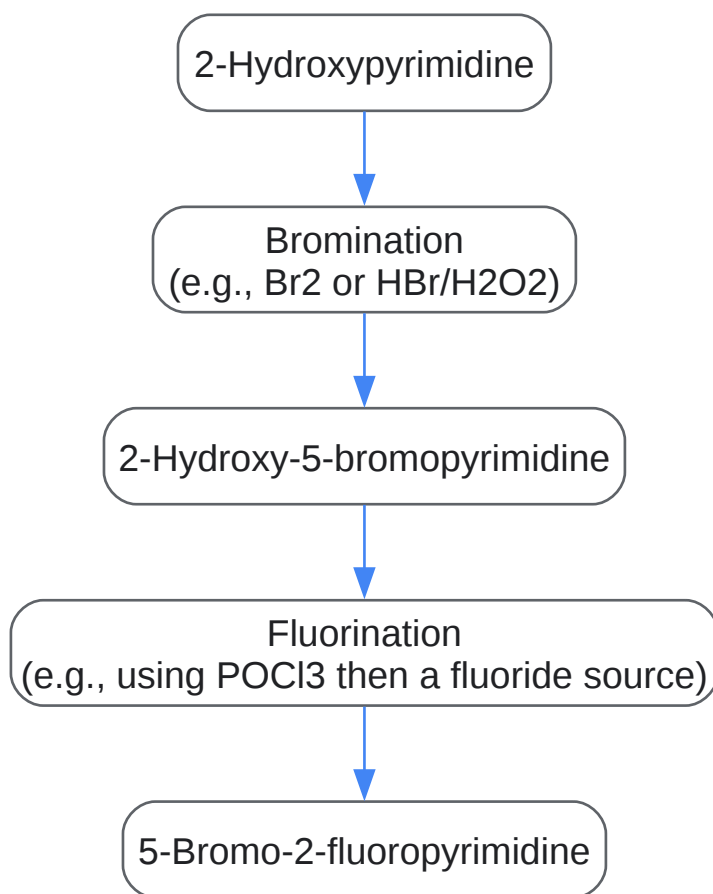 2-Hydroxypyrimidine
Bromination
(e.g., Br2 or HBr/H2O2)
2-Hydroxy-5-bromopyrimidine
Fluorination
(e.g., using POCl3 then a fluoride source)
5-Bromo-2-fluoropyrimidine